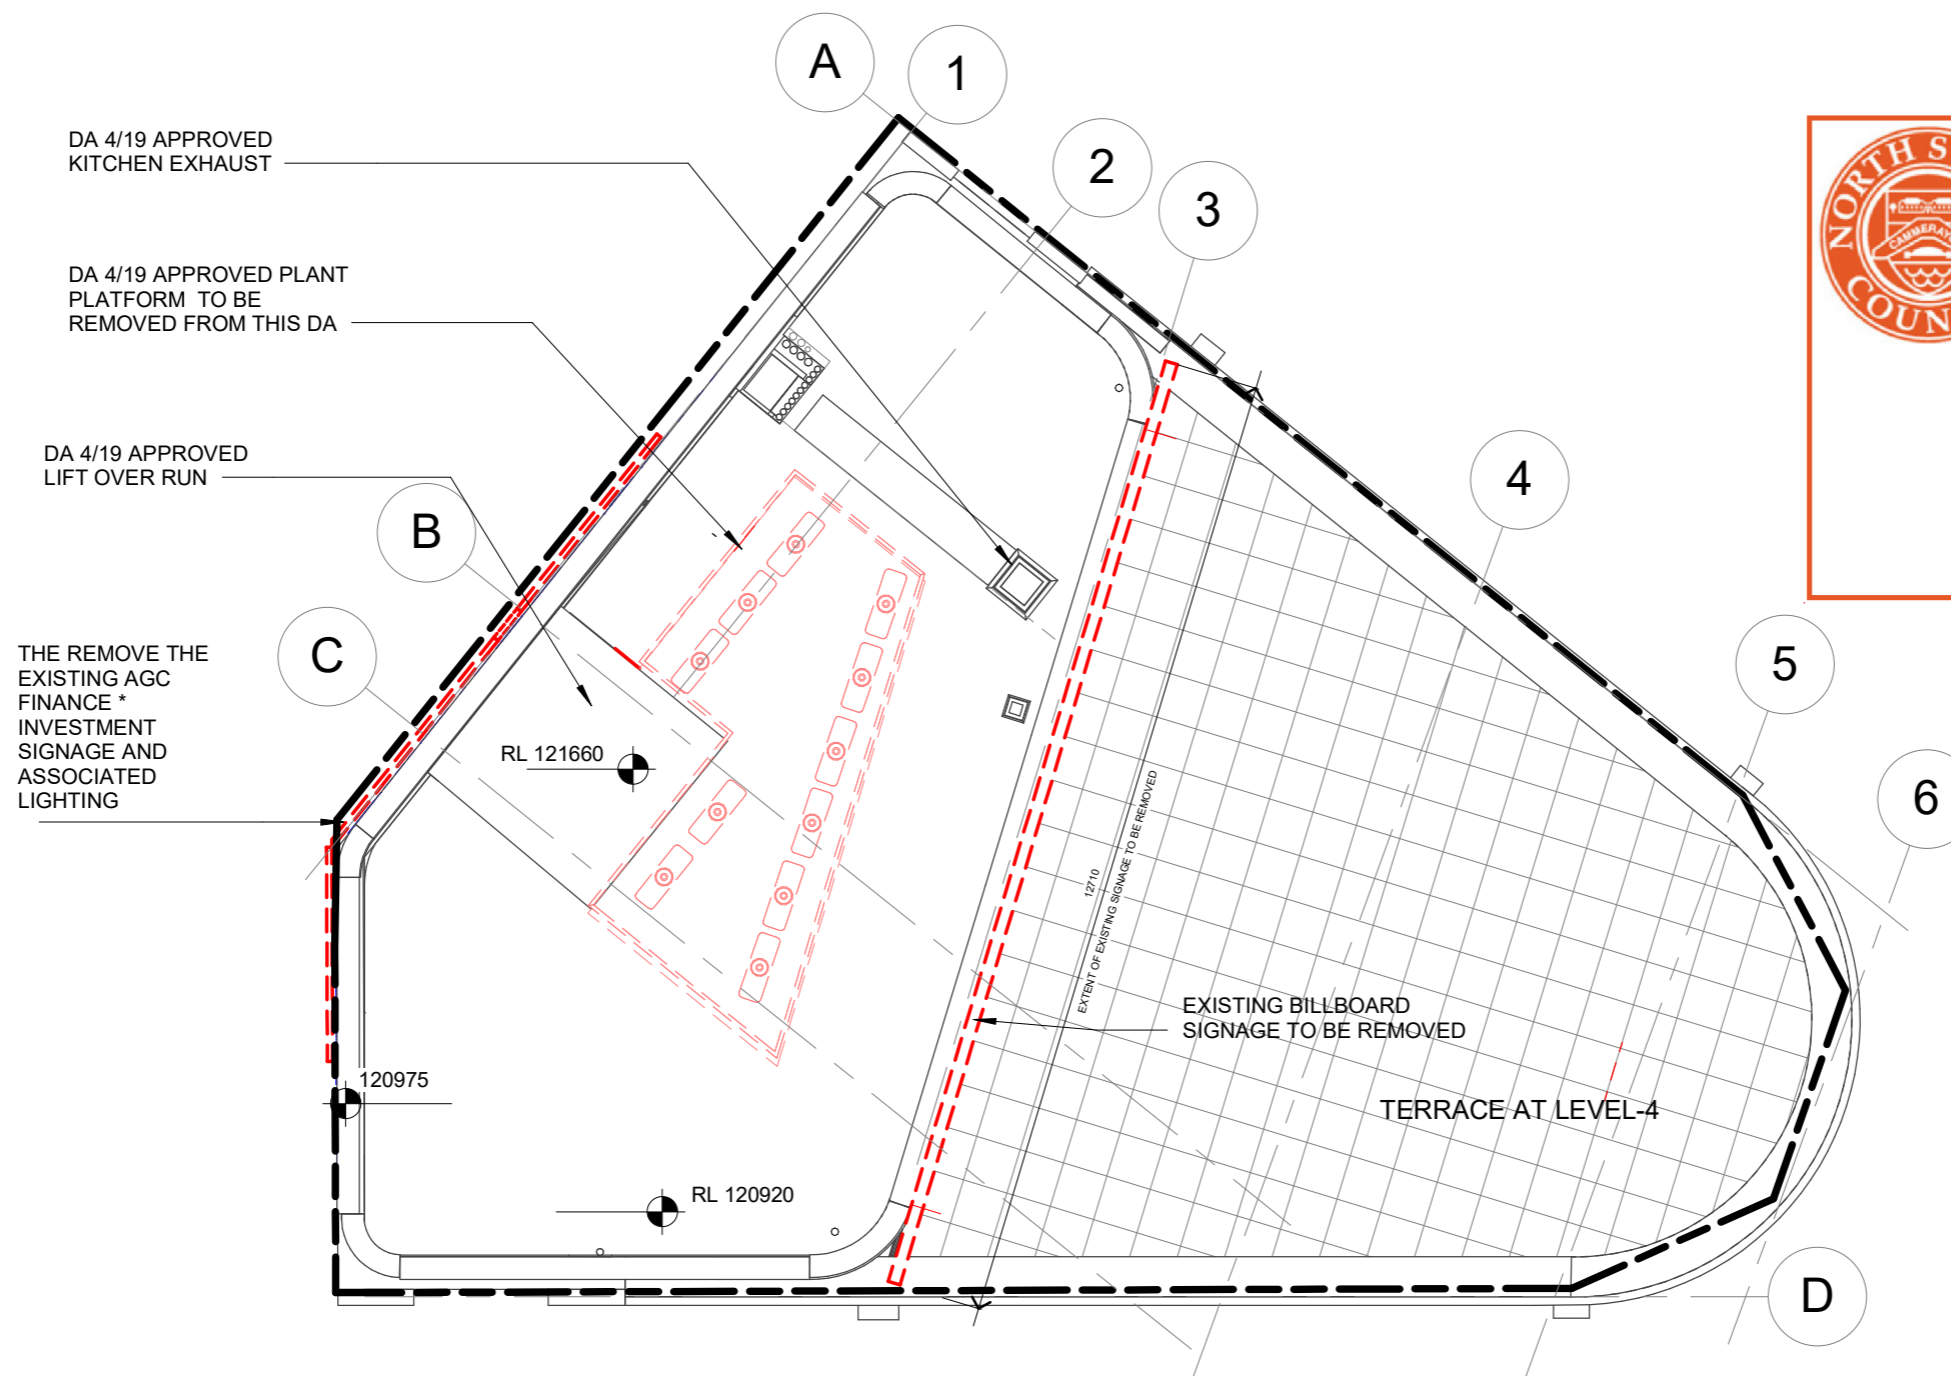 A
1
2
3
4
5
6
B
C
D
DA 4/19 APPROVED
KITCHEN EXHAUST
DA 4/19 APPROVED PLANT
PLATFORM TO BE
REMOVED FROM THIS DA
DA 4/19 APPROVED
LIFT OVER RUN
THE REMOVE THE
EXISTING AGC
FINANCE *
INVESTMENT
SIGNAGE AND
ASSOCIATED
LIGHTING
RL 121660
120975
RL 120920
12710
EXTENT OF EXISTING SIGNAGE TO BE REMOVED
EXISTING BILLBOARD
SIGNAGE TO BE REMOVED
TERRACE AT LEVEL-4
NORTH S
COUN
CAMMERAY